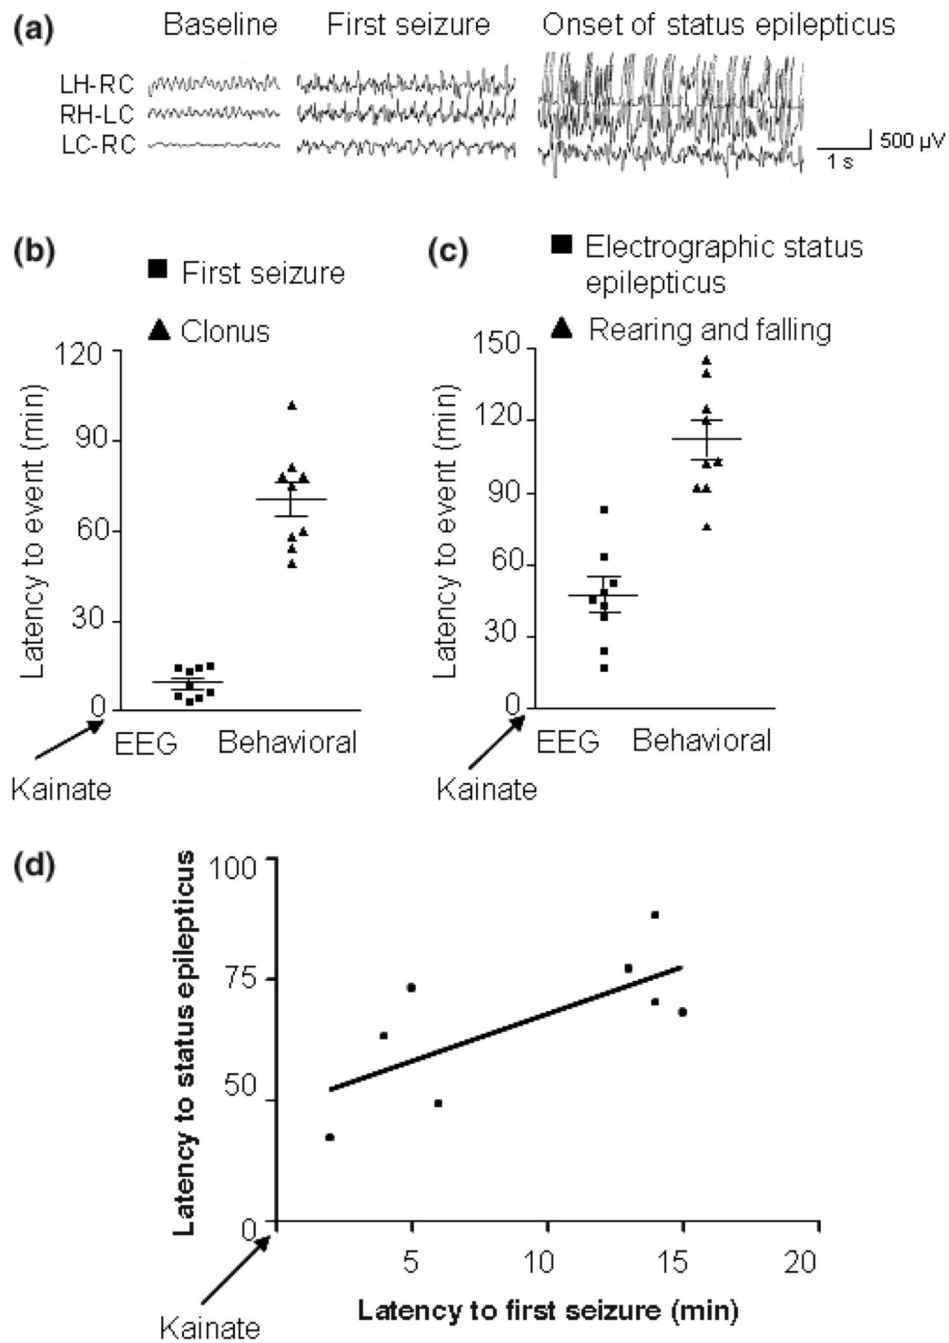 (a)
Baseline
First seizure
Onset of status epilepticus
LH-RC
RH-LC
LC-RC
500 µV
1 s
(b)
First seizure
Clonus
Latency to event (min)
120
90
60
30
0
EEG
Behavioral
Kainate
(c)
Electrographic status
epilepticus
Rearing and falling
Latency to event (min)
150
120
90
60
30
0
EEG
Behavioral
Kainate
(d)
Latency to status epilepticus
100
75
50
0
5
10
15
20
Latency to first seizure (min)
Kainate